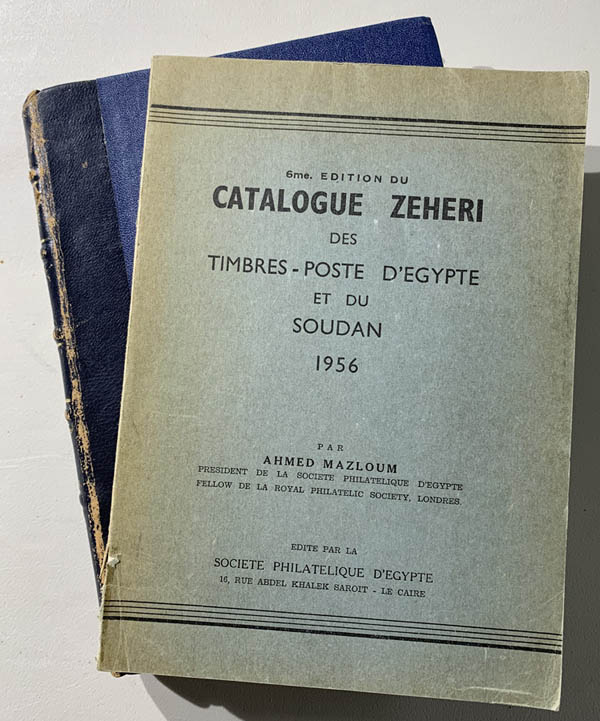 6me. EDITION DU
CATALOGUE ZEHERI
DES
TIMBRES-POSTE D'EGYPTE
ET DU
SOUDAN
1956
PAR
AHMED MAZLOUM
PRESIDENT DE LA SOCIETE PHILATELIQUE D'EGYPTE
FELLOW DE LA ROYAL PHILATELIC SOCIETY, LONDRES.
EDITE PAR LA
SOCIETE PHILATELIQUE D'EGYPTE
16, RUE ABDEL KHALEK SAROIT - LE CAIRE